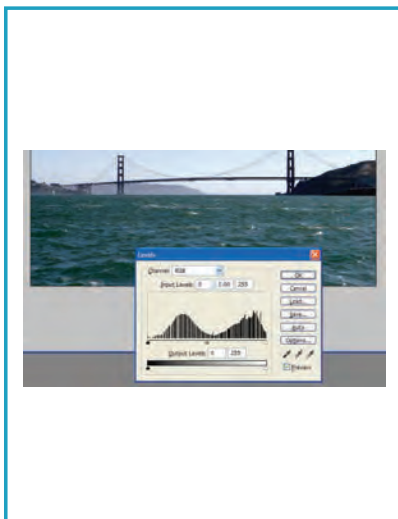 Levels
Channel: RGB
Input Levels: 0 1.00 255
Output Levels: 0 255
OK
Cancel
Load...
Save...
Auto
Options...
Preview